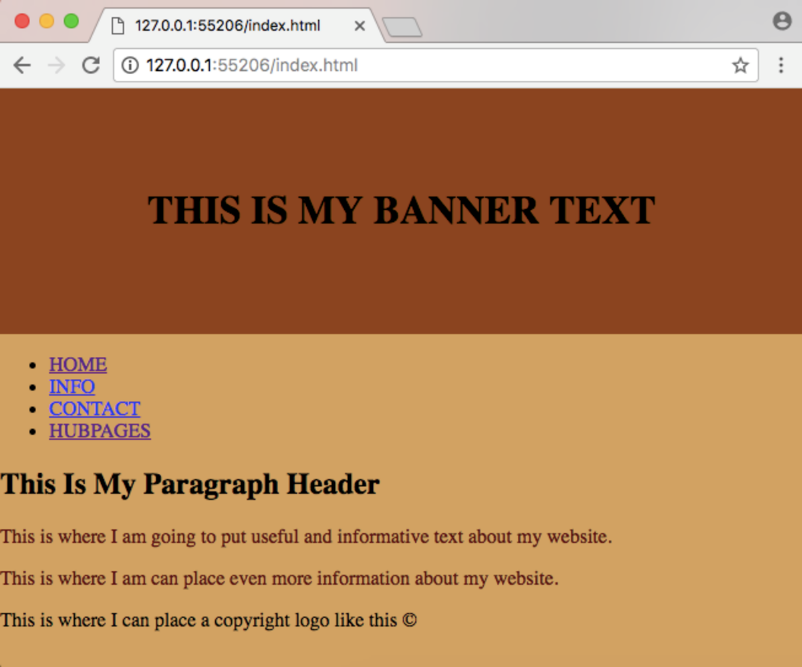 127.0.0.1:55206/index.html
127.0.0.1:55206/index.html
THIS IS MY BANNER TEXT
HOME
INFO
CONTACT
HUBPAGES
This Is My Paragraph Header
This is where I am going to put useful and informative text about my website.
This is where I am can place even more information about my website.
This is where I can place a copyright logo like this ©